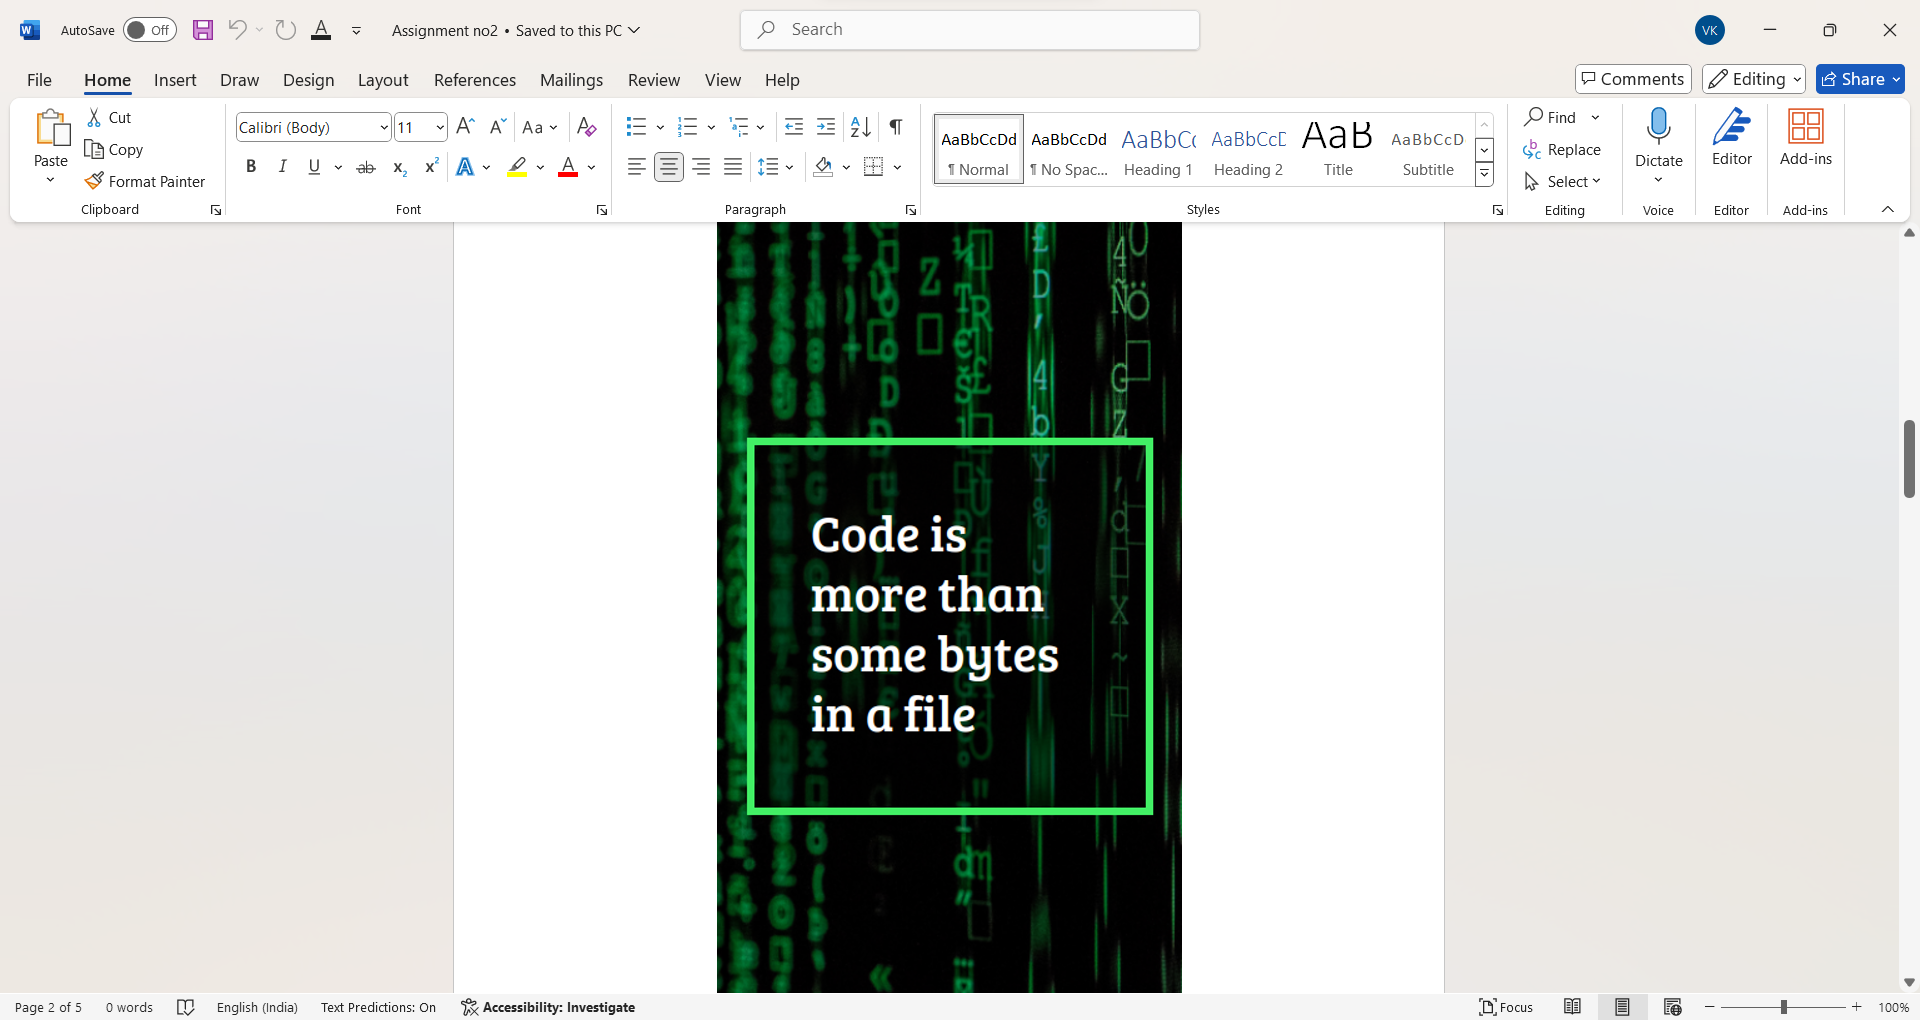 AutoSave Off Assignment no2 • Saved to this PC Search VK
File Home Insert Draw Design Layout References Mailings Review View Help Comments Editing Share
Paste
Cut
Copy
Format Painter
Clipboard
Calibri (Body) 11
Font
Paragraph
AaBbCcDd
¶ Normal
AaBbCcDd
¶ No Spac...
AaBbCc
Heading 1
AaBbCcD
Heading 2
AaB
Title
AaBbCcD
Subtitle
Styles
Find
Replace
Select
Editing
Dictate
Voice
Editor
Editor
Add-ins
Add-ins
Code is
more than
some bytes
in a file
Page 2 of 5 0 words English (India) Text Predictions: On Accessibility: Investigate Focus 100%